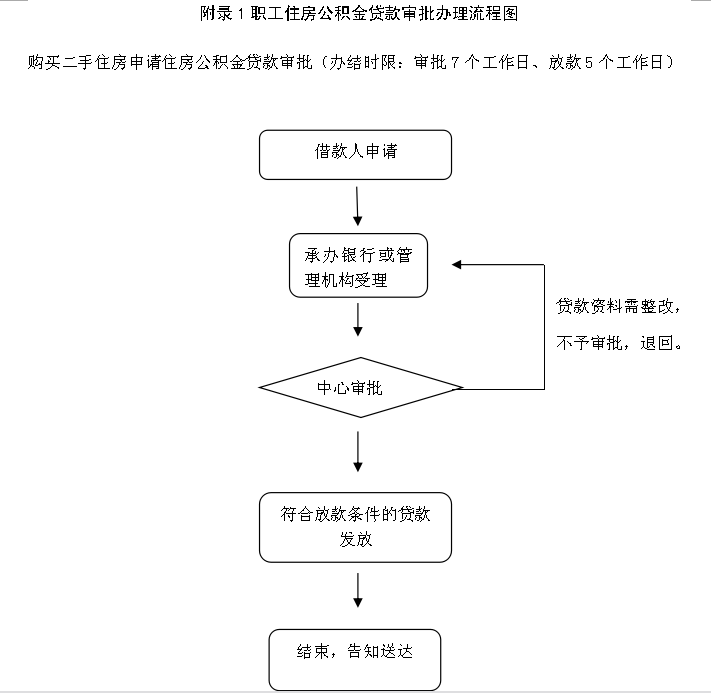 附录 1 职工住房公积金贷款审批办理流程图
购买二手住房申请住房公积金贷款审批（办结时限：审批 7 个工作日、放款 5 个工作日）
借款人申请
承办银行或管
理机构受理
贷款资料需整改，
不予审批，退回。
中心审批
符合放款条件的贷款
发放
结束，告知送达